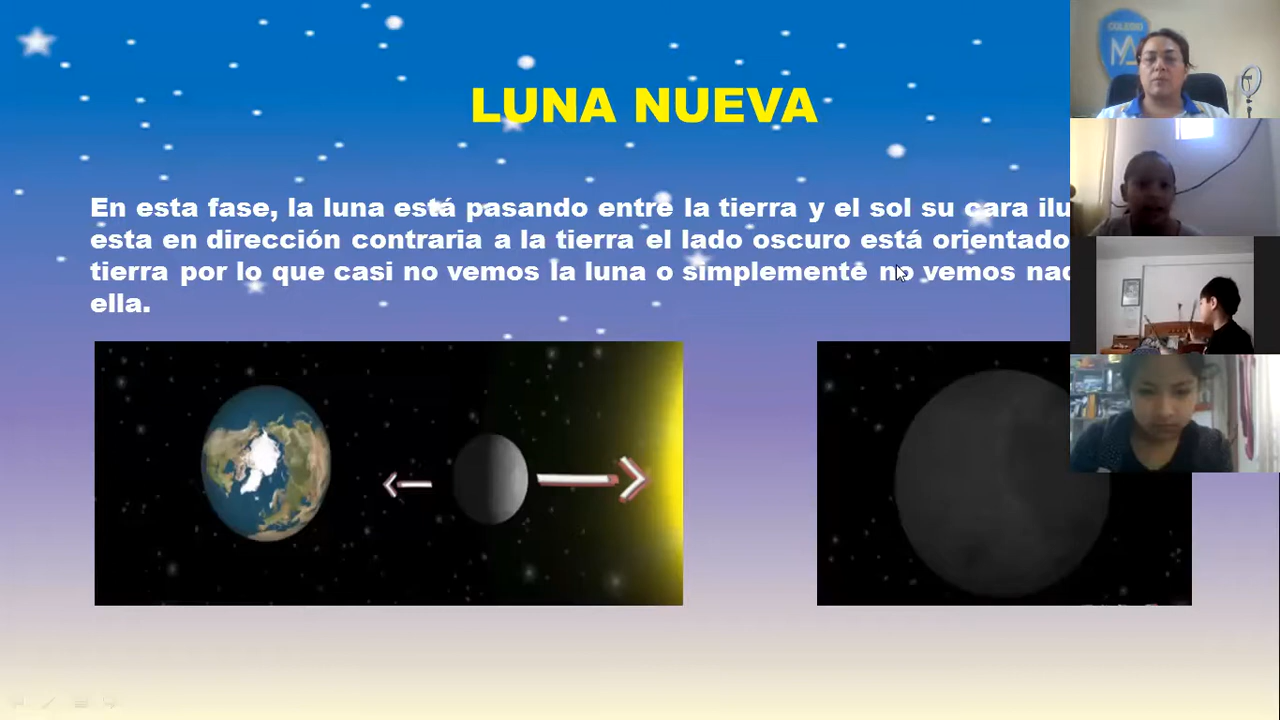 LUNA NUEVA
En esta fase, la luna está pasando entre la tierra y el sol su cara
esta en dirección contraria a la tierra el lado oscuro está orientado
tierra por lo que casi no vemos la luna o simplemente no vemos
ella.
COLEGIO